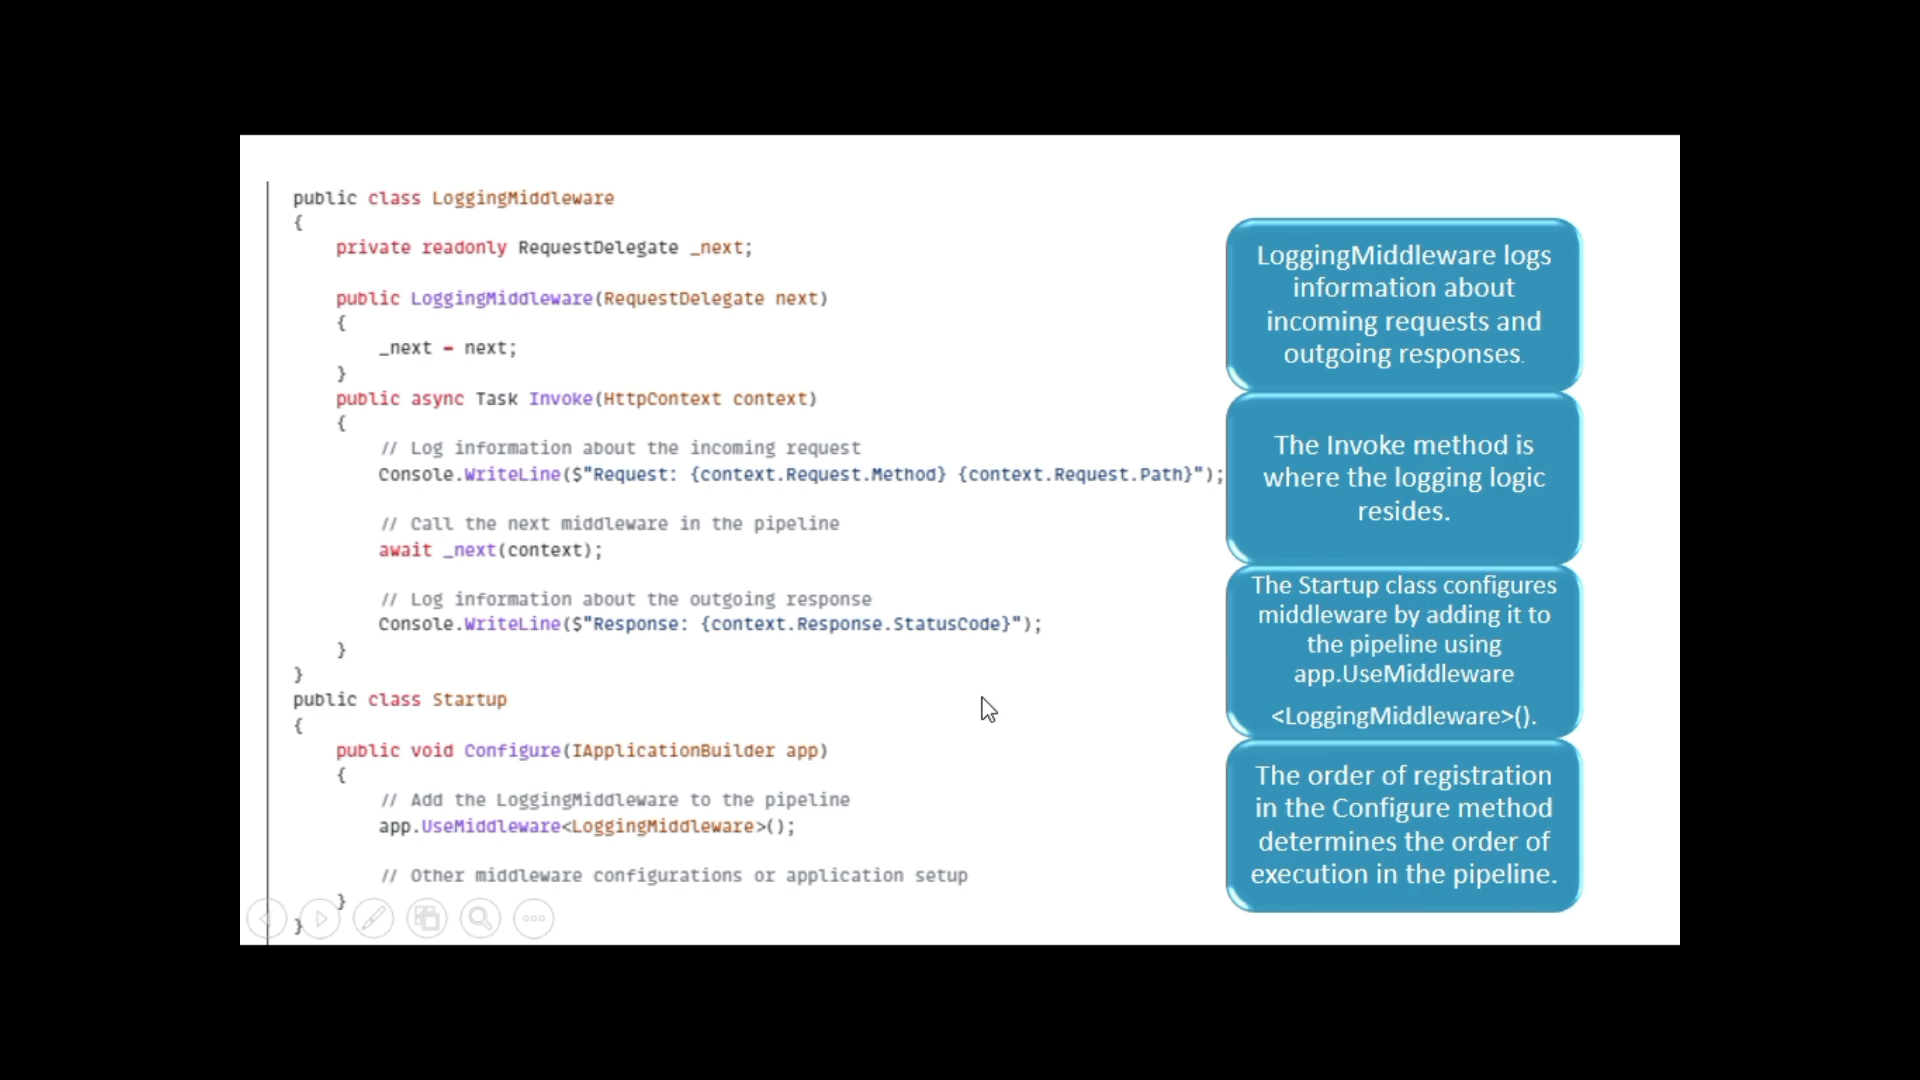 public class LoggingMiddleware
{
private readonly RequestDelegate _next;
public LoggingMiddleware(RequestDelegate next)
{
_next = next;
}
public async Task Invoke(HttpContext context)
{
// Log information about the incoming request
Console.WriteLine($"Request: {context.Request.Method} {context.Request.Path}");
// Call the next middleware in the pipeline
await _next(context);
// Log information about the outgoing response
Console.WriteLine($"Response: {context.Response.StatusCode}");
}
}
public class Startup
{
public void Configure(IApplicationBuilder app)
{
// Add the LoggingMiddleware to the pipeline
app.UseMiddleware<LoggingMiddleware>();
// Other middleware configurations or application setup
}
}
LoggingMiddleware logs
information about
incoming requests and
outgoing responses.
The Invoke method is
where the logging logic
resides.
The Startup class configures
middleware by adding it to
the pipeline using
app.UseMiddleware
<LoggingMiddleware>().
The order of registration
in the Configure method
determines the order of
execution in the pipeline.